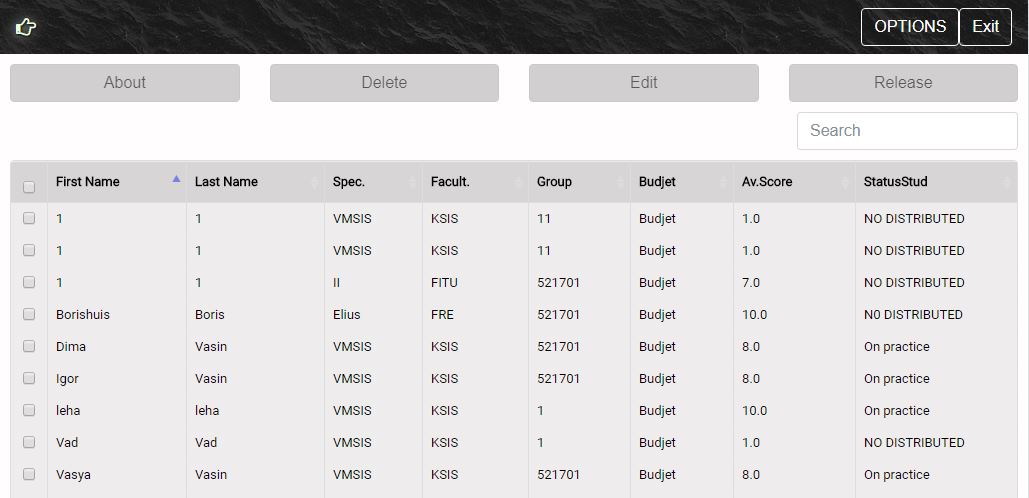 OPTIONS Exit
About Delete Edit Release
Search
First Name Last Name Spec. Facult. Group Budjet Av.Score StatusStud
1 1 VMSIS KSIS 11 Budjet 1.0 NO DISTRIBUTED
1 1 VMSIS KSIS 11 Budjet 1.0 NO DISTRIBUTED
1 1 II FITU 521701 Budjet 7.0 NO DISTRIBUTED
Borishuis Boris Elius FRE 521701 Budjet 10.0 N0 DISTRIBUTED
Dima Vasin VMSIS KSIS 521701 Budjet 8.0 On practice
Igor Vasin VMSIS KSIS 521701 Budjet 8.0 On practice
leha leha VMSIS KSIS 1 Budjet 10.0 On practice
Vad Vad VMSIS KSIS 1 Budjet 1.0 NO DISTRIBUTED
Vasya Vasin VMSIS KSIS 521701 Budjet 8.0 On practice